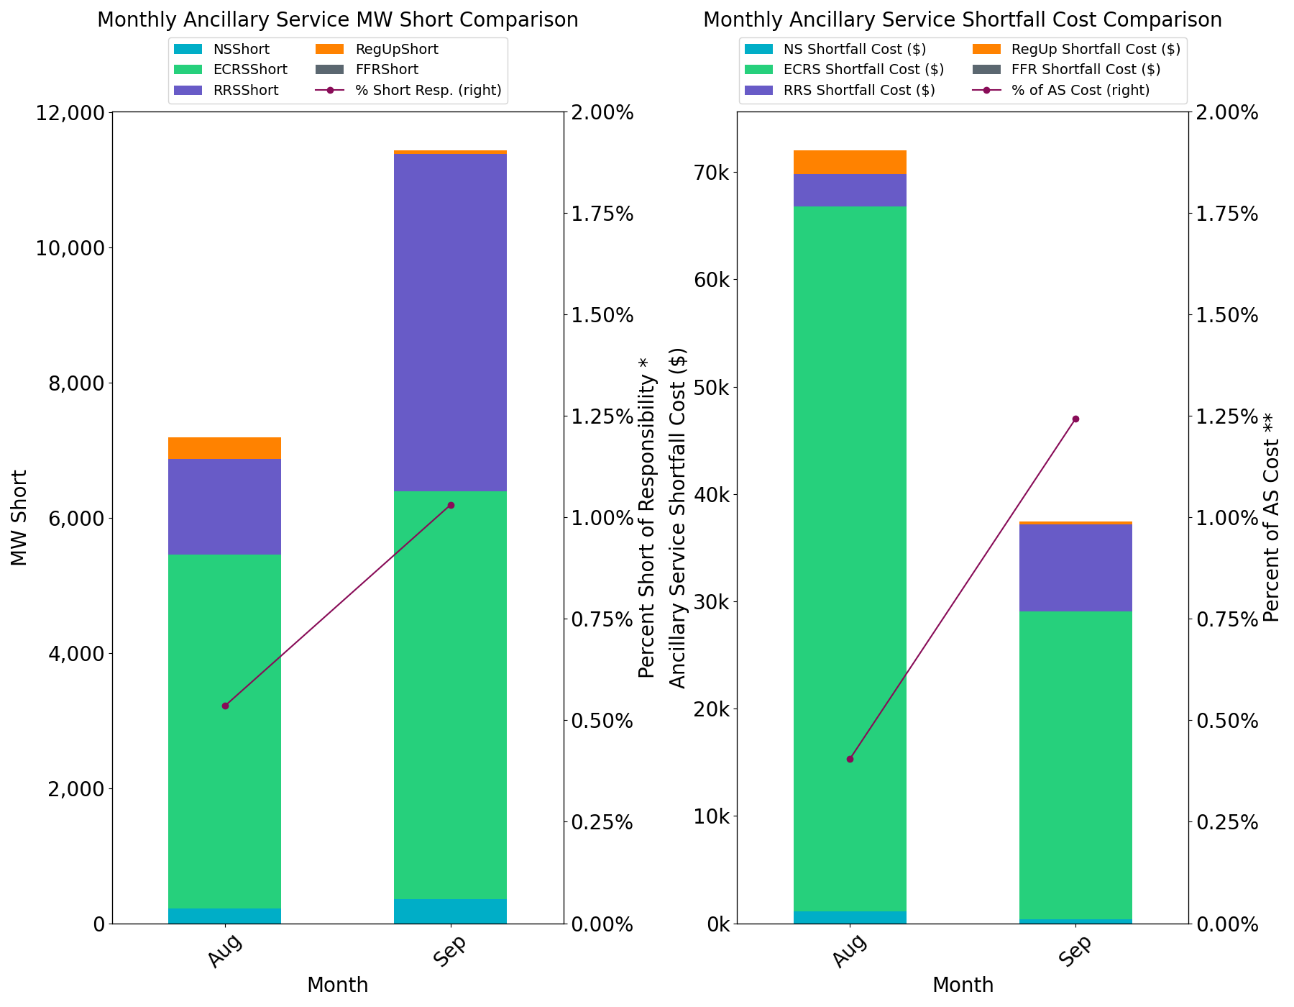 Monthly Ancillary Service MW Short Comparison
NSShort
ECRSShort
RRSShort
RegUpShort
FFRShort
% Short Resp. (right)
12,000
10,000
8,000
6,000
4,000
2,000
0
MW Short
2.00%
1.75%
1.50%
1.25%
1.00%
0.75%
0.50%
0.25%
0.00%
Percent Short of Responsibility *
Aug
Sep
Month
Monthly Ancillary Service Shortfall Cost Comparison
NS Shortfall Cost ($)
ECRS Shortfall Cost ($)
RRS Shortfall Cost ($)
RegUp Shortfall Cost ($)
FFR Shortfall Cost ($)
% of AS Cost (right)
70k
60k
50k
40k
30k
20k
10k
0k
Ancillary Service Shortfall Cost ($)
2.00%
1.75%
1.50%
1.25%
1.00%
0.75%
0.50%
0.25%
0.00%
Percent of AS Cost **
Aug
Sep
Month